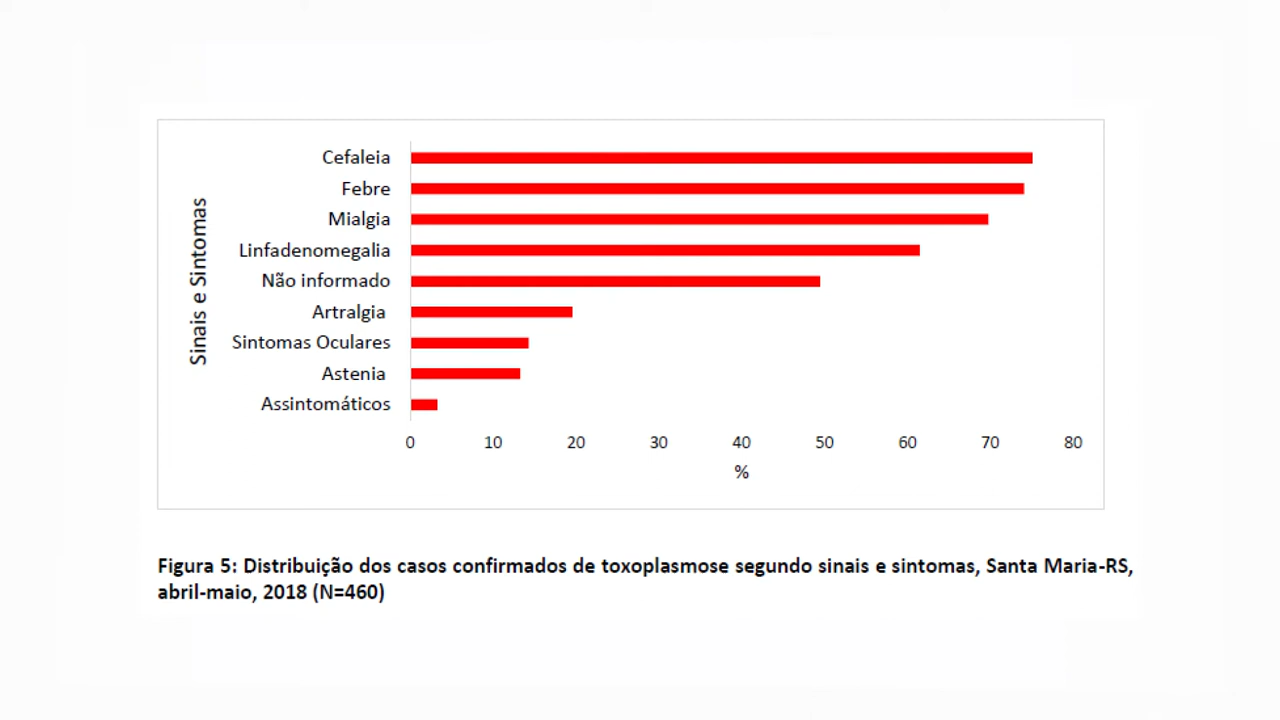 Sinais e Sintomas
Cefaleia
Febre
Mialgia
Linfadenomegalia
Não informado
Artralgia
Sintomas Oculares
Astenia
Assintomáticos
0 10 20 30 40 50 60 70 80
%
Figura 5: Distribuição dos casos confirmados de toxoplasmose segundo sinais e sintomas, Santa Maria-RS,
abril-maio, 2018 (N=460)